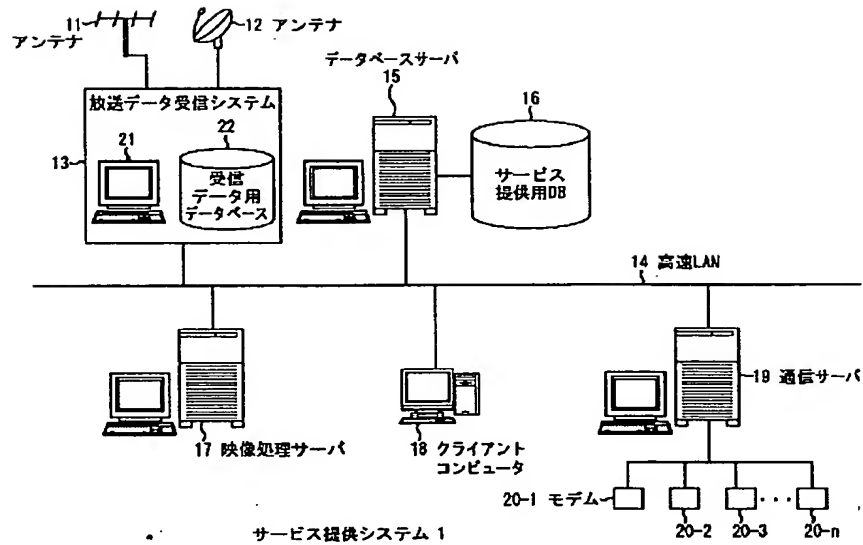 11
アンテナ
12 アンテナ
データベースサーバ
15
16
放送データ受信システム
13
21
22
受信
データ用
データベース
サービス
提供用DB
14 高速LAN
17 映像処理サーバ
18 クライアント
コンピュータ
19 通信サーバ
20-1 モデム
20-2
20-3
・・・
20-n
サービス提供システム 1